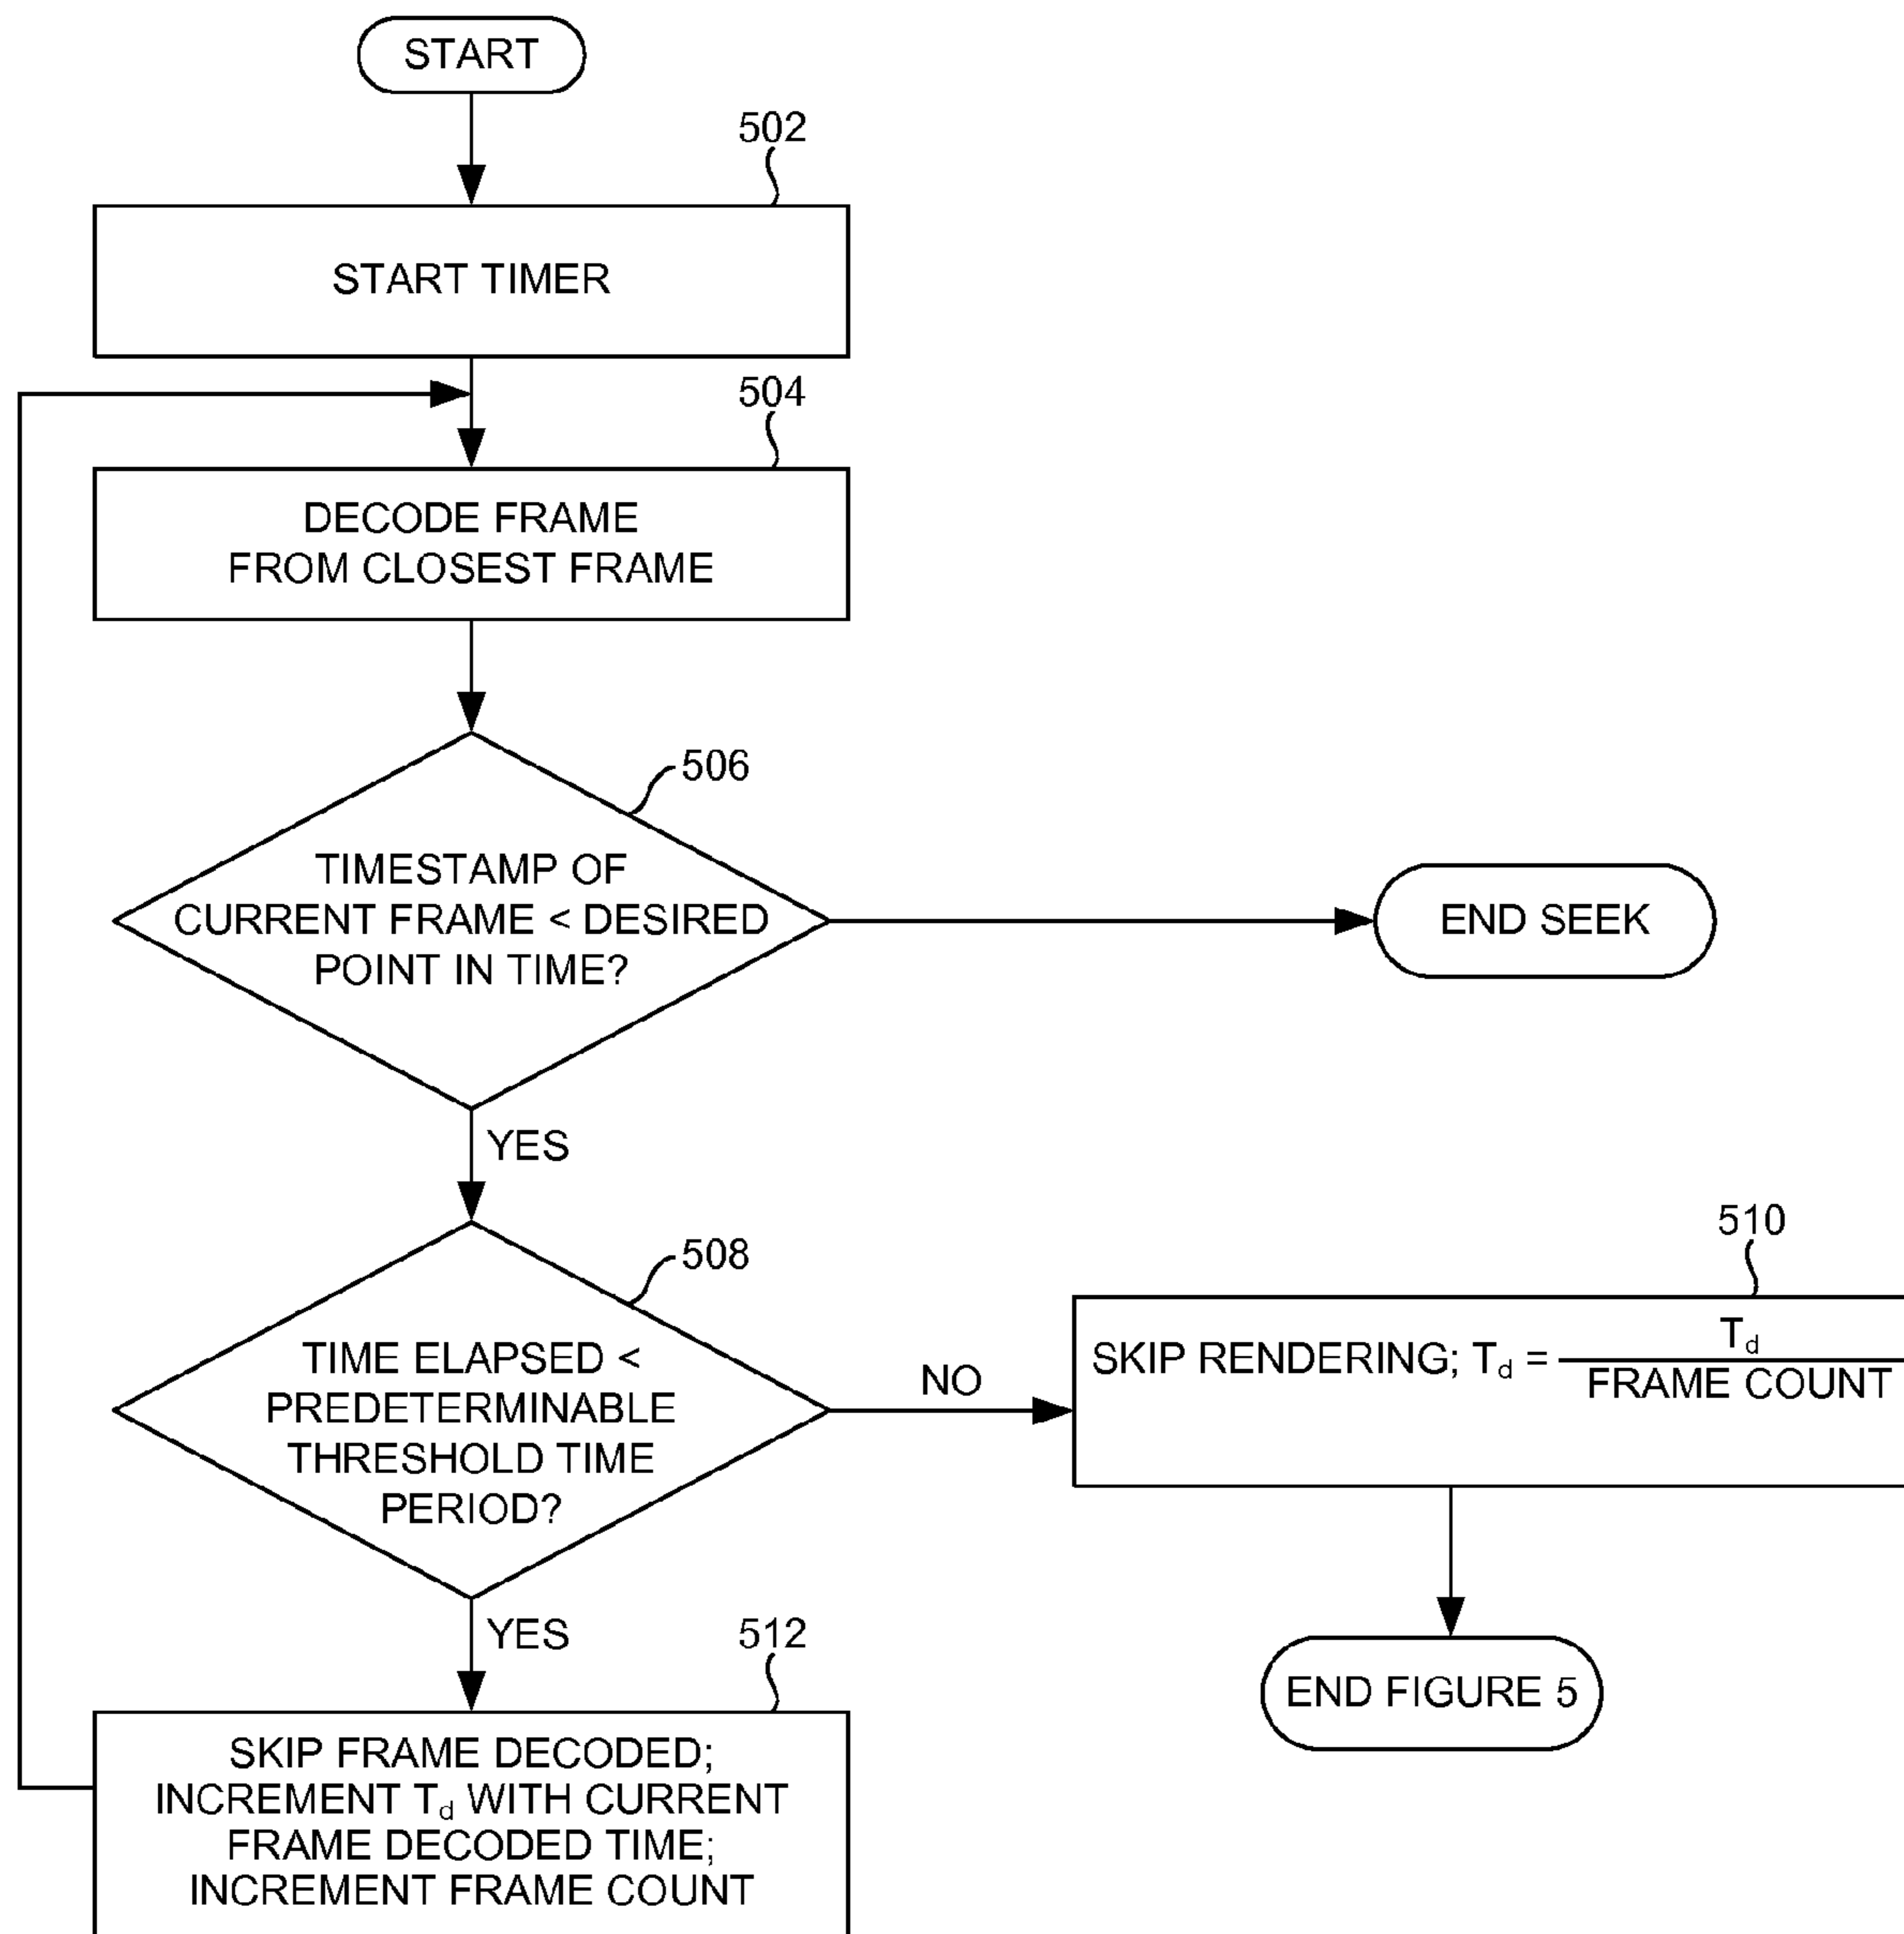 START
502
START TIMER
504
DECODE FRAME
FROM CLOSEST FRAME
506
TIMESTAMP OF
CURRENT FRAME < DESIRED
POINT IN TIME?
END SEEK
YES
508
TIME ELAPSED <
PREDETERMINABLE
THRESHOLD TIME
PERIOD?
NO
510
SKIP RENDERING; Td = Td / FRAME COUNT
END FIGURE 5
YES
512
SKIP FRAME DECODED;
INCREMENT Td WITH CURRENT
FRAME DECODED TIME;
INCREMENT FRAME COUNT